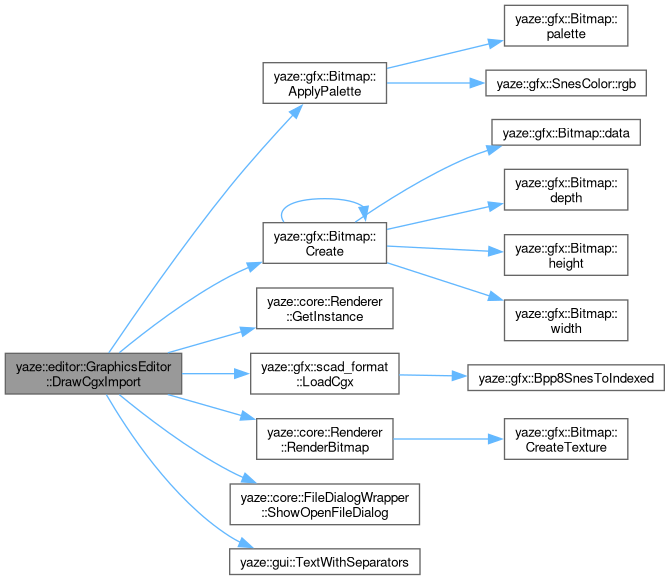 yaze::gfx::Bitmap::
palette
yaze::gfx::Bitmap::
ApplyPalette
yaze::gfx::SnesColor::rgb
yaze::gfx::Bitmap::data
yaze::gfx::Bitmap::
depth
yaze::gfx::Bitmap::
Create
yaze::gfx::Bitmap::
height
yaze::core::Renderer
::GetInstance
yaze::gfx::Bitmap::
width
yaze::editor::GraphicsEditor
::DrawCgxImport
yaze::gfx::scad_format
::LoadCgx
yaze::gfx::Bpp8SnesToIndexed
yaze::core::Renderer
::RenderBitmap
yaze::gfx::Bitmap::
CreateTexture
yaze::core::FileDialogWrapper
::ShowOpenFileDialog
yaze::gui::TextWithSeparators